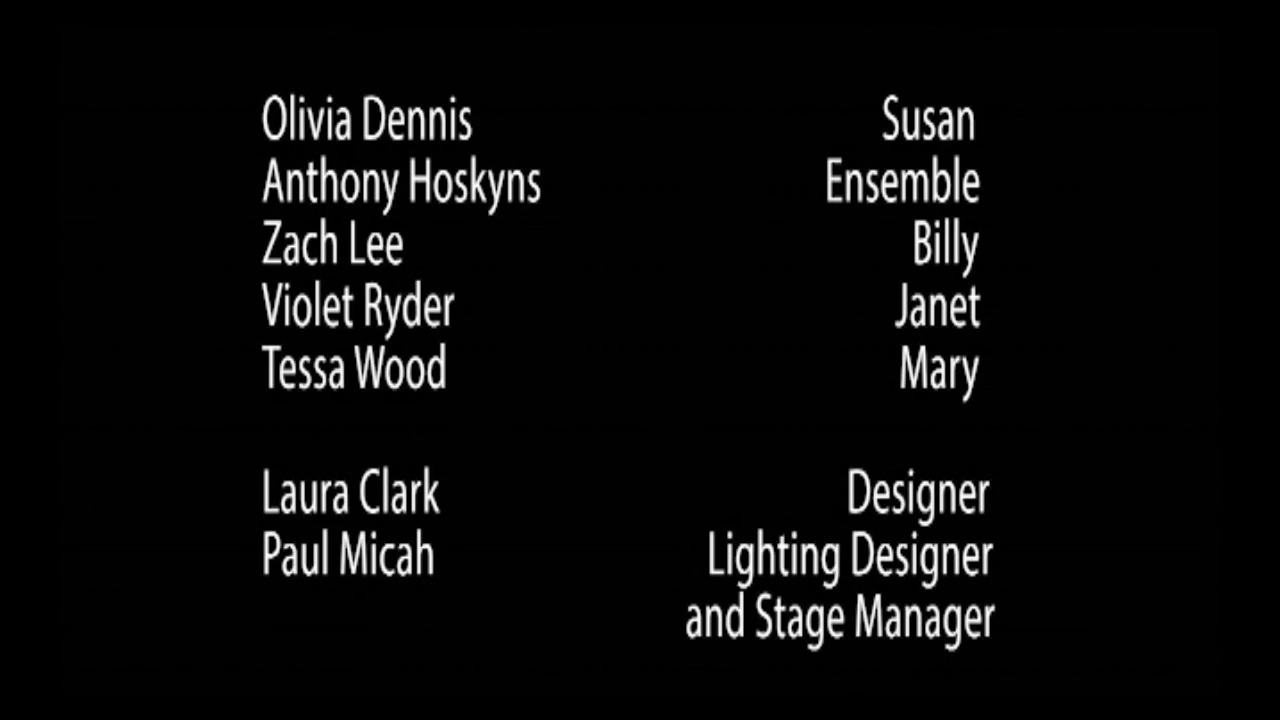 Olivia Dennis Susan
Anthony Hoskyns Ensemble
Zach Lee Billy
Violet Ryder Janet
Tessa Wood Mary
Laura Clark Designer
Paul Micah Lighting Designer
and Stage Manager